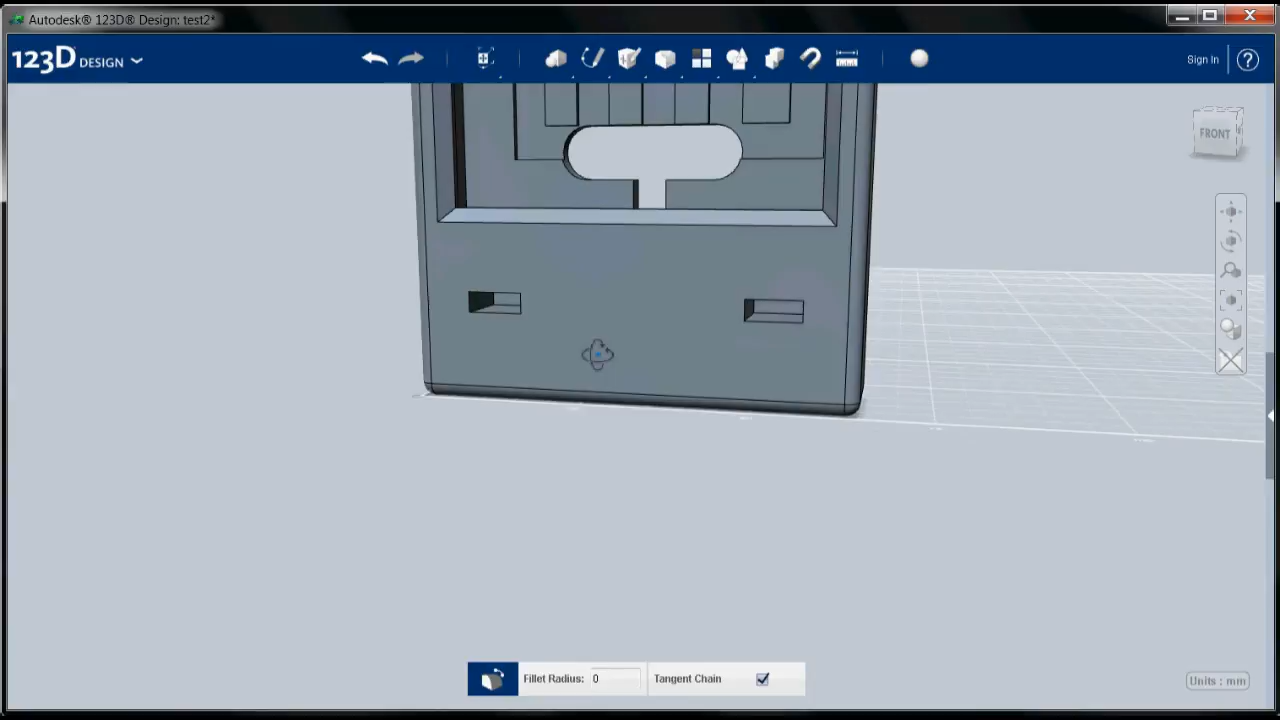 Autodesk® 123D® Design: test2*
123D DESIGN
Sign In
?
FRONT
Fillet Radius: 0
Tangent Chain
Units : mm